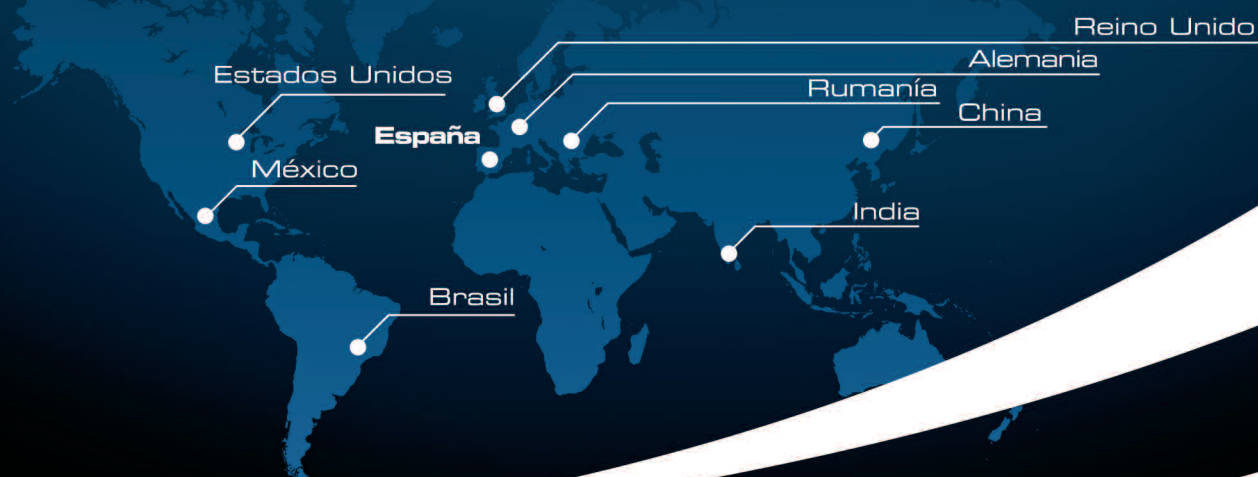 Reino Unido
Alemania
Estados Unidos
Rumanía
China
España
México
India
Brasil